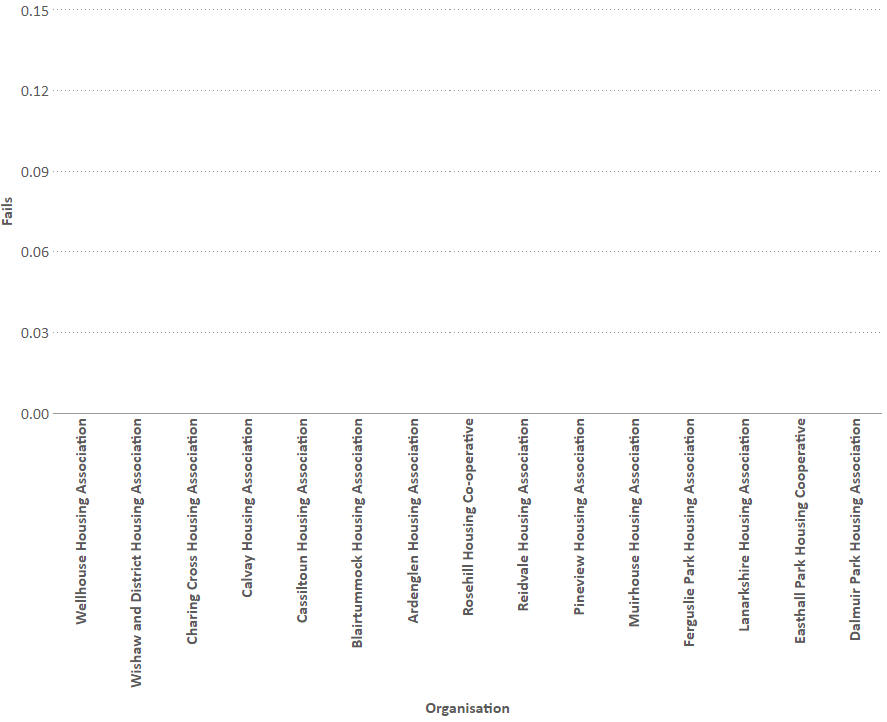 0.15
0.12
0.09
0.06
0.03
0.00
Fails
Wellhouse Housing Association
Wishaw and District Housing Association
Charing Cross Housing Association
Calvay Housing Association
Cassiltoun Housing Association
Blairtummock Housing Association
Ardenglen Housing Association
Rosehill Housing Co-operative
Reidvale Housing Association
Pineview Housing Association
Muirhouse Housing Association
Ferguslie Park Housing Association
Lanarkshire Housing Association
Easthall Park Housing Cooperative
Dalmuir Park Housing Association
Organisation